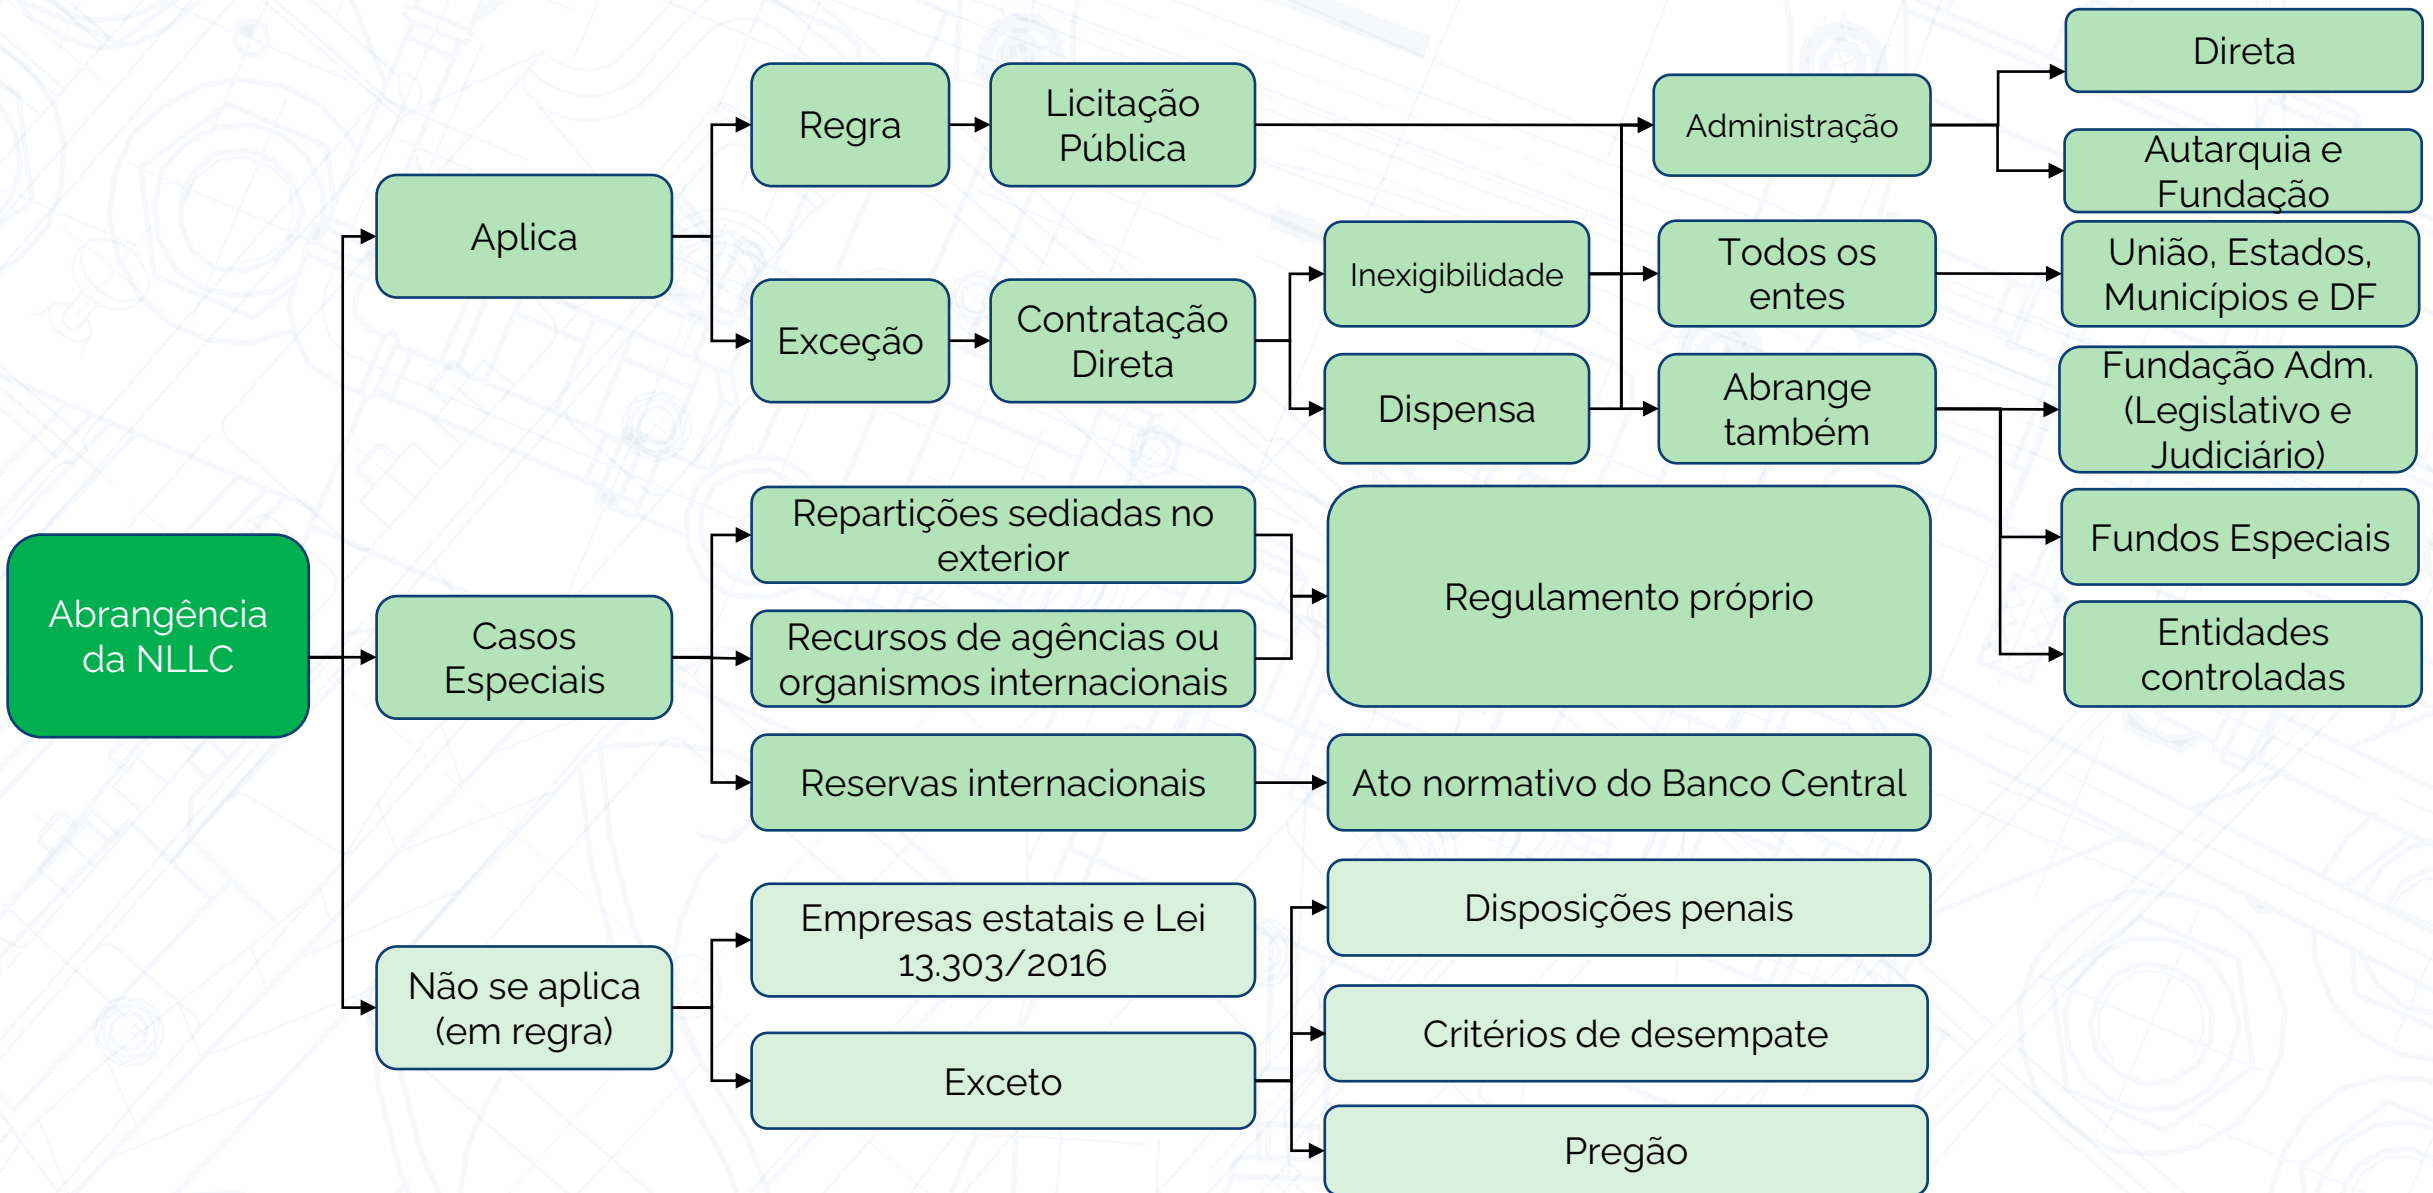 Abrangência
da NLLC
Aplica
Regra
Licitação
Pública
Exceção
Contratação
Direta
Inexigibilidade
Dispensa
Administração
Direta
Autarquia e
Fundação
Todos os
entes
União, Estados,
Municípios e DF
Abrange
também
Fundação Adm.
(Legislativo e
Judiciário)
Fundos Especiais
Entidades
controladas
Casos
Especiais
Repartições sediadas no
exterior
Recursos de agências ou
organismos internacionais
Regulamento próprio
Reservas internacionais
Ato normativo do Banco Central
Não se aplica
(em regra)
Empresas estatais e Lei
13.303/2016
Exceto
Disposições penais
Critérios de desempate
Pregão